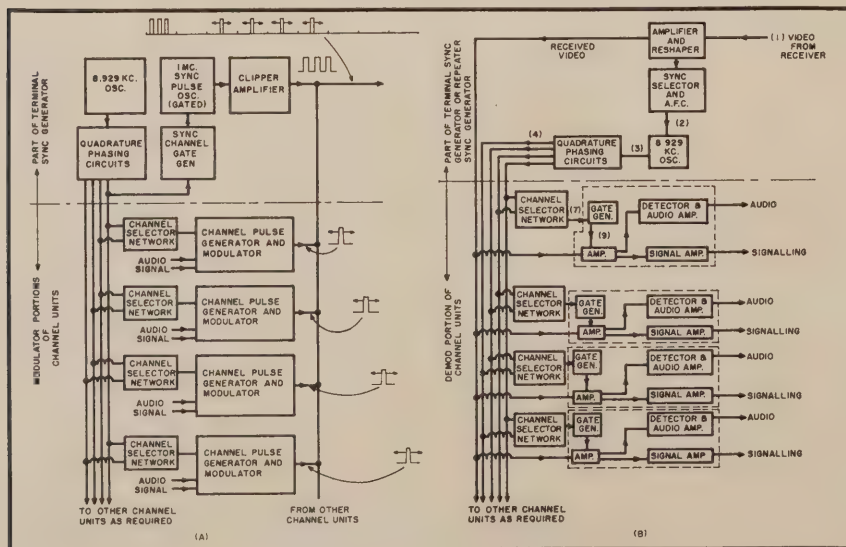 8.929 KC.
OSC.
1 MC.
SYNC
PULSE
OSC.
(GATED)
CLIPPER
AMPLIFIER
QUADRATURE
PHASING
CIRCUITS
SYNC
CHANNEL
GATE
GEN
PART OF TERMINAL
SYNC GENERATOR
MODULATOR PORTIONS
OF
CHANNEL UNITS
CHANNEL
SELECTOR
NETWORK
CHANNEL PULSE
GENERATOR AND
MODULATOR
AUDIO
SIGNAL
CHANNEL
SELECTOR
NETWORK
CHANNEL PULSE
GENERATOR AND
MODULATOR
AUDIO
SIGNAL
CHANNEL
SELECTOR
NETWORK
CHANNEL PULSE
GENERATOR AND
MODULATOR
AUDIO
SIGNAL
CHANNEL
SELECTOR
NETWORK
CHANNEL PULSE
GENERATOR AND
MODULATOR
AUDIO
SIGNAL
TO OTHER CHANNEL
UNITS AS REQUIRED
FROM OTHER
CHANNEL UNITS
(A)
PART OF TERMINAL SYNC
GENERATOR OR REPEATER
SYNC GENERATOR
DEMOD PORTION OF
CHANNEL UNITS
RECEIVED
VIDEO
AMPLIFIER
AND
RESHAPER
(1) VIDEO
FROM
RECEIVER
SYNC
SELECTOR
AND
A.F.C.
(2)
(4)
QUADRATURE
PHASING
CIRCUITS
(3)
8.929
KC.
OSC.
CHANNEL
SELECTOR
NETWORK
(7)
GATE
GEN.
(9)
DETECTOR &
AUDIO AMP.
AUDIO
AMP.
SIGNAL AMP.
SIGNALLING
CHANNEL
SELECTOR
NETWORK
GATE
GEN.
DETECTOR &
AUDIO AMP.
AUDIO
AMP.
SIGNAL AMP.
SIGNALLING
CHANNEL
SELECTOR
NETWORK
GATE
GEN.
DETECTOR &
AUDIO AMP.
AUDIO
AMP.
SIGNAL AMP.
SIGNALLING
CHANNEL
SELECTOR
NETWORK
GATE
GEN.
DETECTOR &
AUDIO AMP.
AUDIO
AMP.
SIGNAL AMP.
SIGNALLING
TO OTHER CHANNEL
UNITS AS REQUIRED
(B)